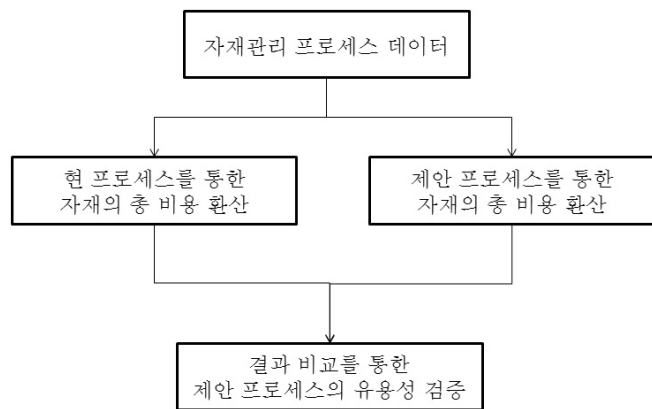 자재관리 프로세스 데이터
현 프로세스를 통한
자재의 총 비용 환산
제안 프로세스를 통한
자재의 총 비용 환산
결과 비교를 통한
제안 프로세스의 유용성 검증